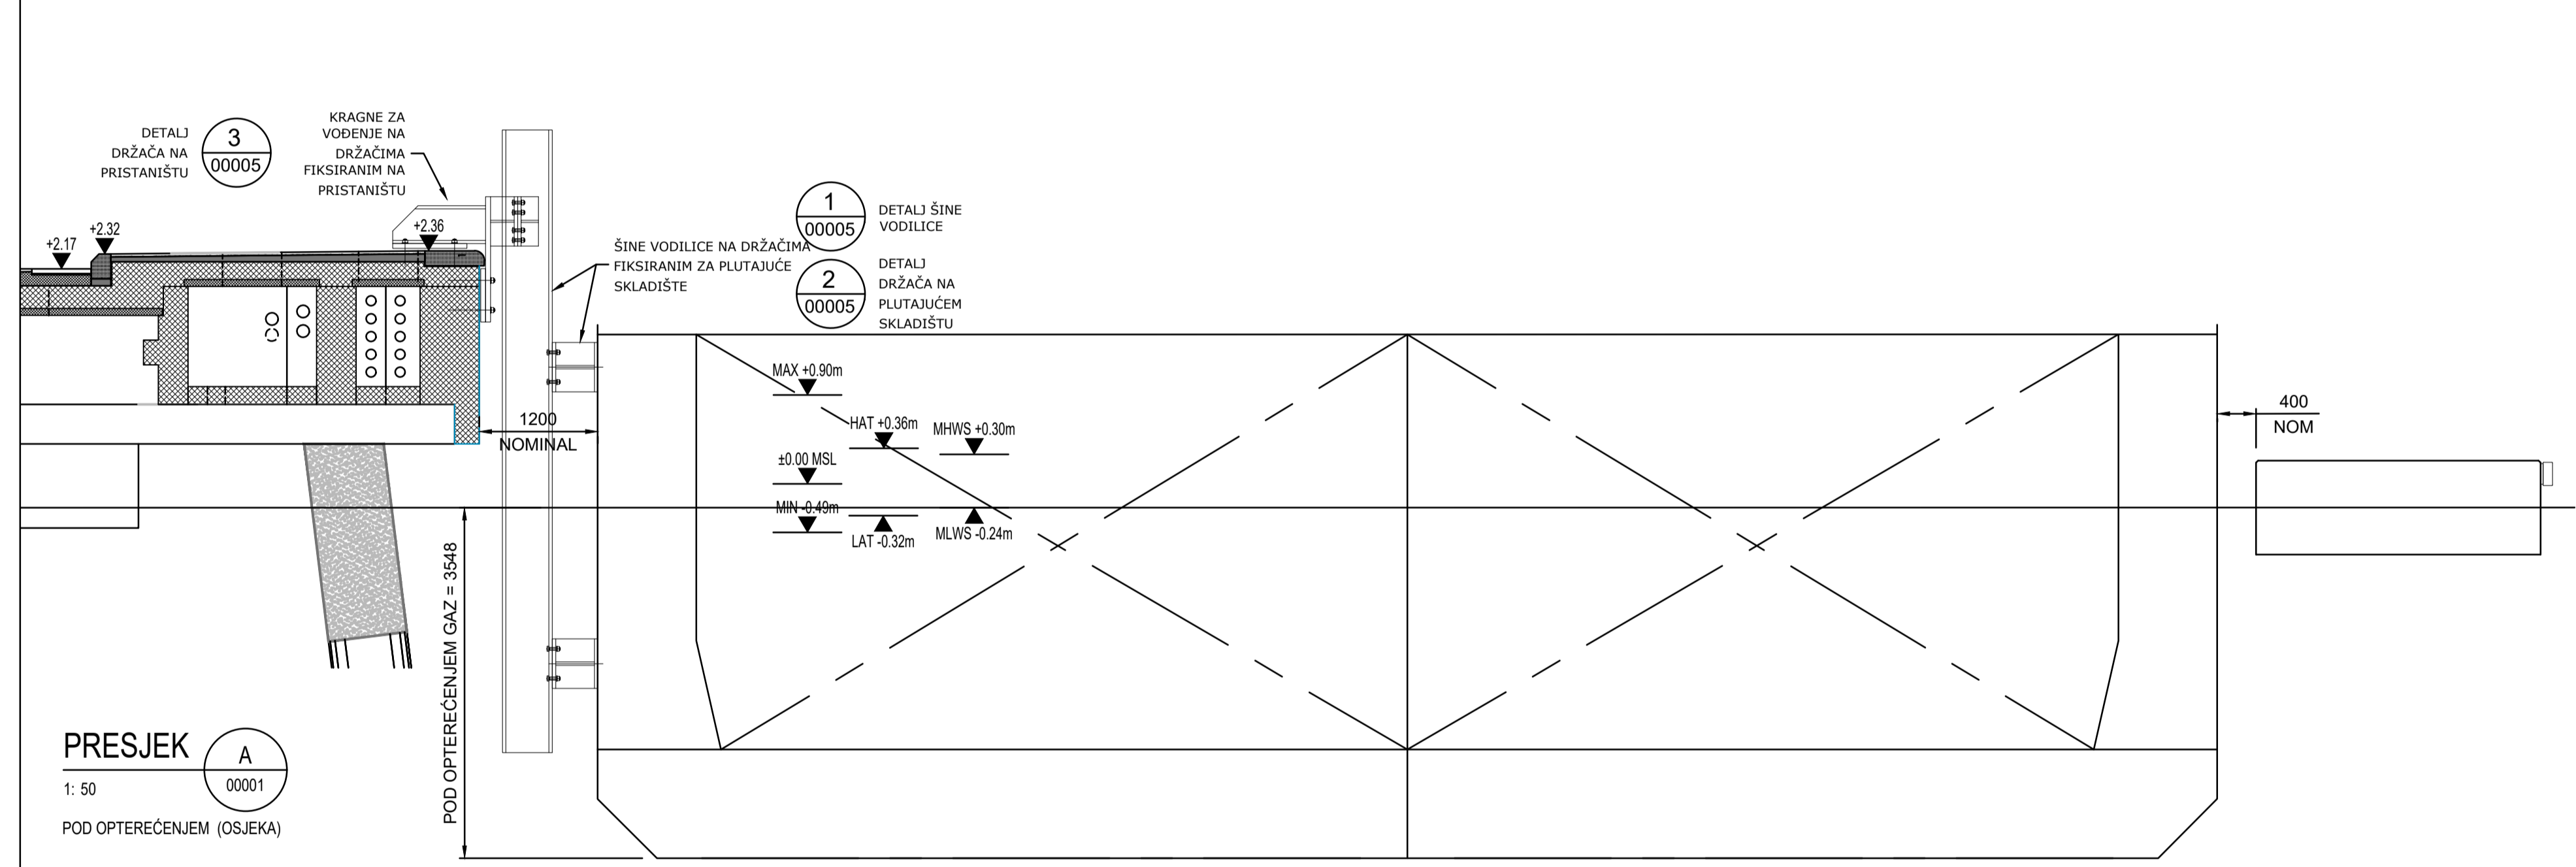 DETALJ
DRŽAČA NA
PRISTANIŠTU
3
00005
KRAGNE ZA
VOĐENJE NA
DRŽAČIMA
FIKSIRANIM NA
PRISTANIŠTU
+2.17
+2.32
+2.36
ŠINE VODILICE NA DRŽAČIMA
FIKSIRANIM ZA PLUTAJUĆE
SKLADIŠTE
1
00005
DETALJ ŠINE
VODILICE
2
00005
DETALJ
DRŽAČA NA
PLUTAJUĆEM
SKLADIŠTU
MAX +0.90m
HAT +0.36m
MHWS +0.30m
±0.00 MSL
MIN -0.49m
LAT -0.32m
MLWS -0.24m
1200
NOMINAL
400
NOM
POD OPTEREĆENJEM GAZ = 3548
PRESJEK
A
00001
1: 50
POD OPTEREĆENJEM (OSJEKA)